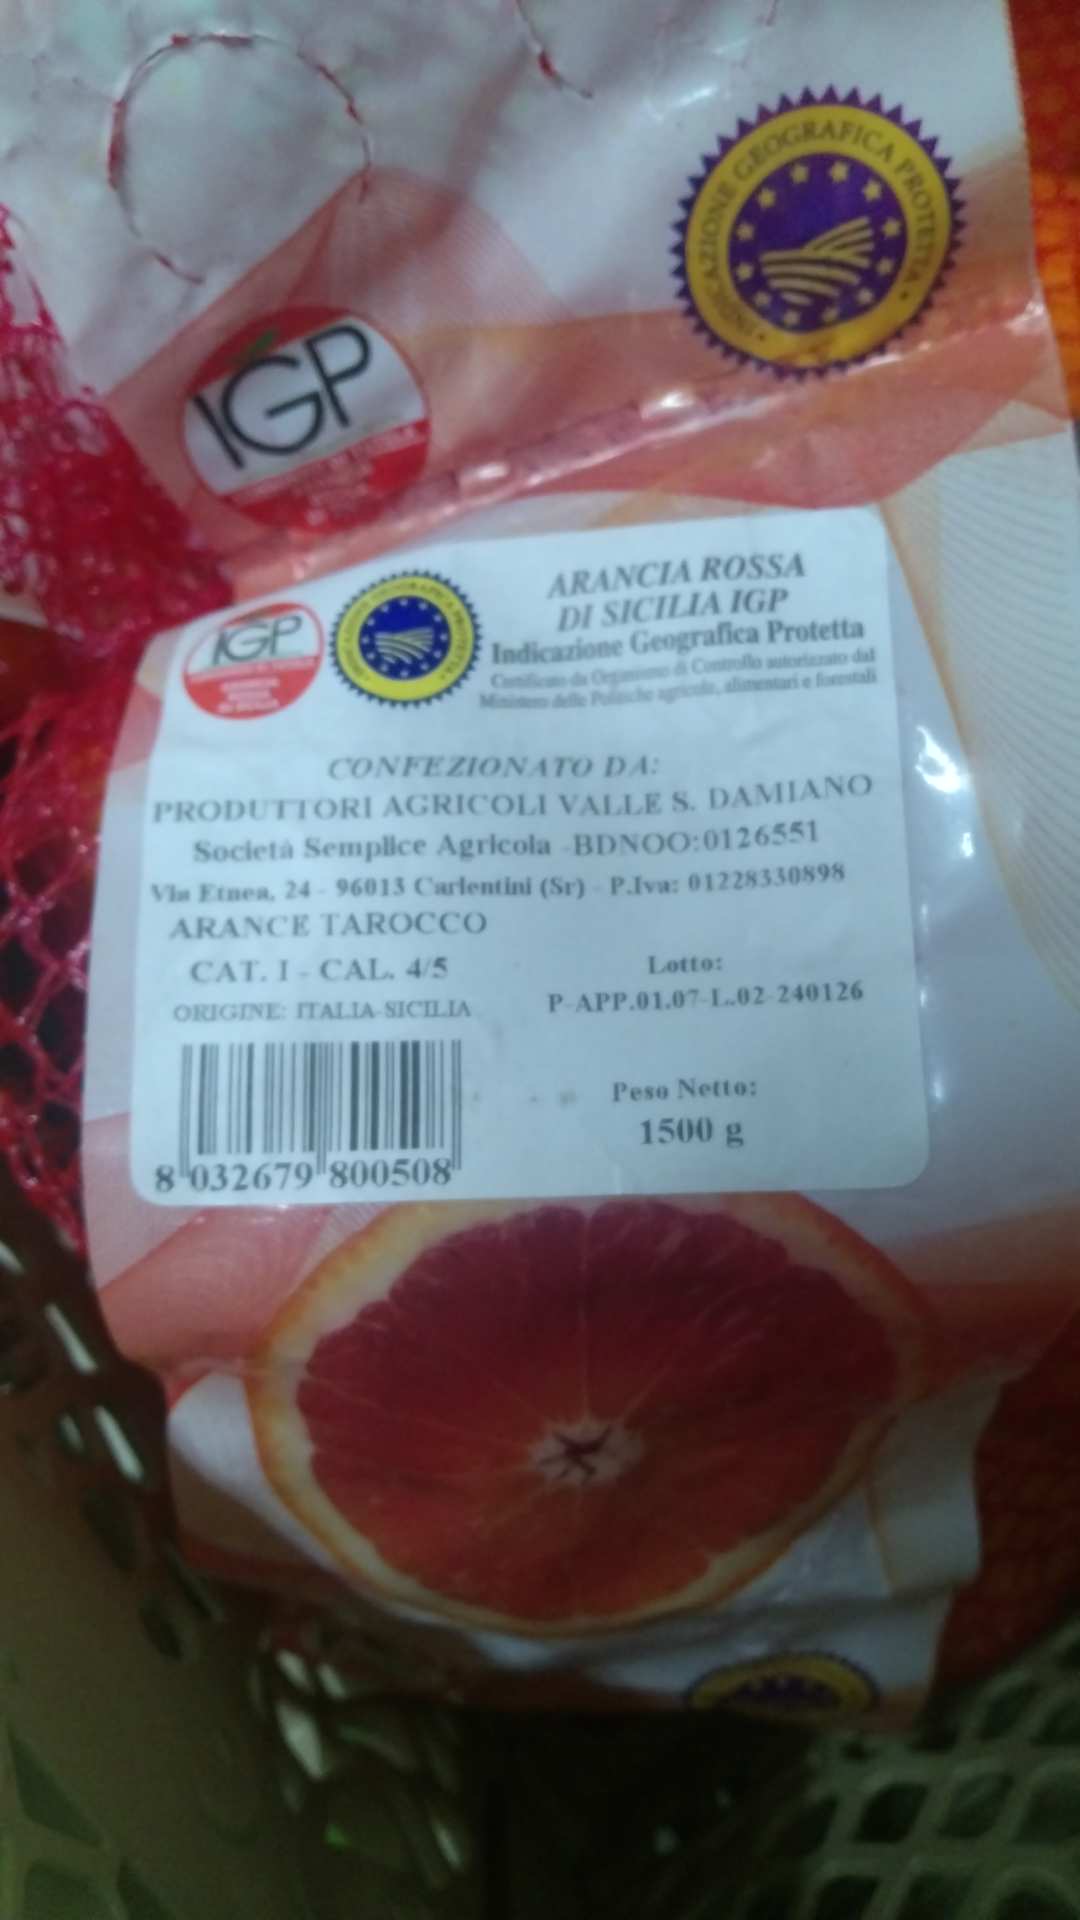 INDICAZIONE GEOGRAFICA PROTETTA
IGP
IGP
ARANCIA ROSSA
DI SICILIA IGP
Indicazione Geografica Protetta
Certificato da Organismo di Controllo autorizzato dal
Ministero delle Politiche agricole, alimentari e forestali
CONFEZIONATO DA:
PRODUTTORI AGRICOLI VALLE S. DAMIANO
Società Semplice Agricola -BDNOO:0126551
Via Etnea, 24 - 96013 Carlentini (Sr) - P.Iva: 01228330898
ARANCE TAROCCO
CAT. I - CAL. 4/5
ORIGINE: ITALIA-SICILIA
Lotto:
P-APP.01.07-L.02-240126
Peso Netto:
1500 g
8 032679 800508